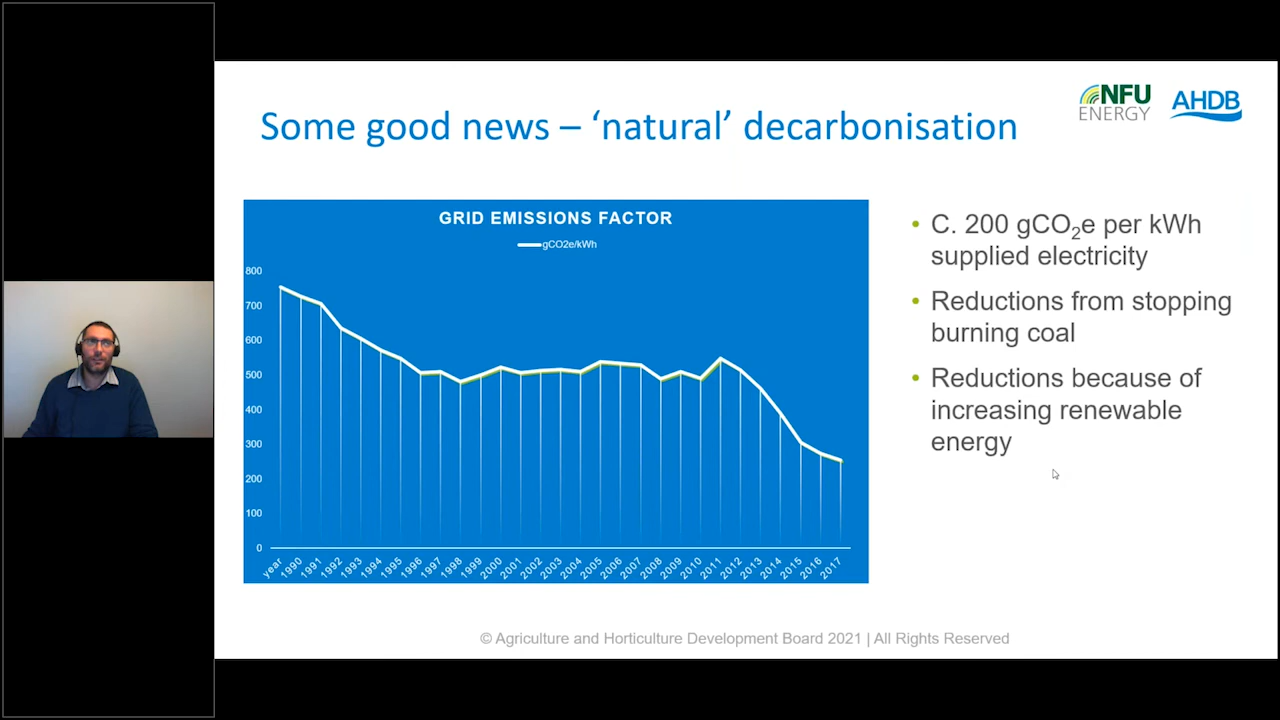 Some good news – ‘natural’ decarbonisation
NFU
ENERGY
AHDB
GRID EMISSIONS FACTOR
gCO2e/kWh
800
700
600
500
400
300
200
100
0
year
1990
1991
1992
1993
1994
1995
1996
1997
1998
1999
2000
2001
2002
2003
2004
2005
2006
2007
2008
2009
2010
2011
2012
2013
2014
2015
2016
2017
• C. 200 gCO₂e per kWh
supplied electricity
• Reductions from stopping
burning coal
• Reductions because of
increasing renewable
energy
© Agriculture and Horticulture Development Board 2021 | All Rights Reserved